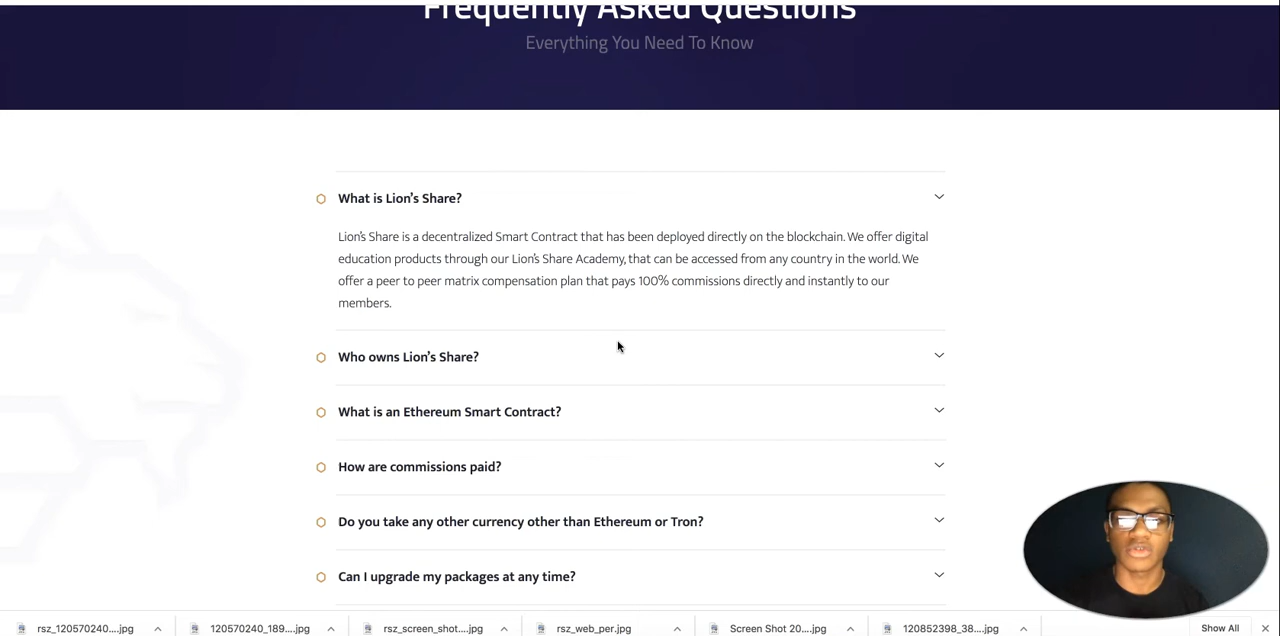 Frequently Asked Questions
Everything You Need To Know
What is Lion's Share?
Lion's Share is a decentralized Smart Contract that has been deployed directly on the blockchain. We offer digital
education products through our Lion's Share Academy, that can be accessed from any country in the world. We
offer a peer to peer matrix compensation plan that pays 100% commissions directly and instantly to our
members.
Who owns Lion's Share?
What is an Ethereum Smart Contract?
How are commissions paid?
Do you take any other currency other than Ethereum or Tron?
Can I upgrade my packages at any time?
rsz_120570240....jpg
120570240_189....jpg
rsz_screen_shot....jpg
rsz_web_per.jpg
Screen Shot 20....jpg
120852398_38....jpg
Show All